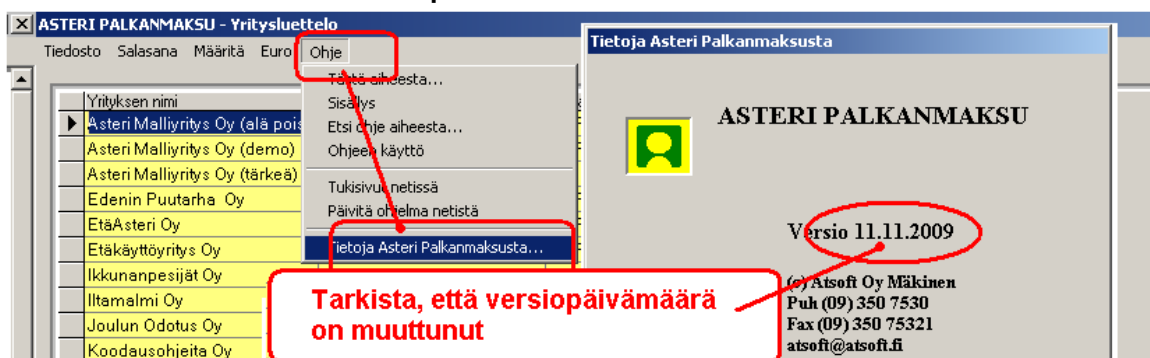 ASTERI PALKANMAKSU - Yritysluettelo
Tiedosto Salasana Määritä Euro Ohje
Yrityksen nimi
Asteri Malliyritys Oy (älä pois
Asteri Malliyritys Oy (demo)
Asteri Malliyritys Oy (tärkeä)
Edenin Puutarha Oy
EtäAsteri Oy
Etäkäyttöyritys Oy
Ikkunanpesijät Oy
Iltamalmi Oy
Joulun Odotus Oy
Koodausohjeita Oy
Tästä aiheesta...
Sisällys
Etsi ohje aiheesta...
Ohjeen käyttö
Tukisivut netissä
Päivitä ohjelma netistä
Tietoja Asteri Palkanmaksusta...
Tarkista, että versiopäivämäärä
on muuttunut
Tietoja Asteri Palkanmaksusta
ASTERI PALKANMAKSU
Versio 11.11.2009
(c) Atsoft Oy Mäkinen
Puh (09) 350 7530
Fax (09) 350 75321
atsoft@atsoft.fi